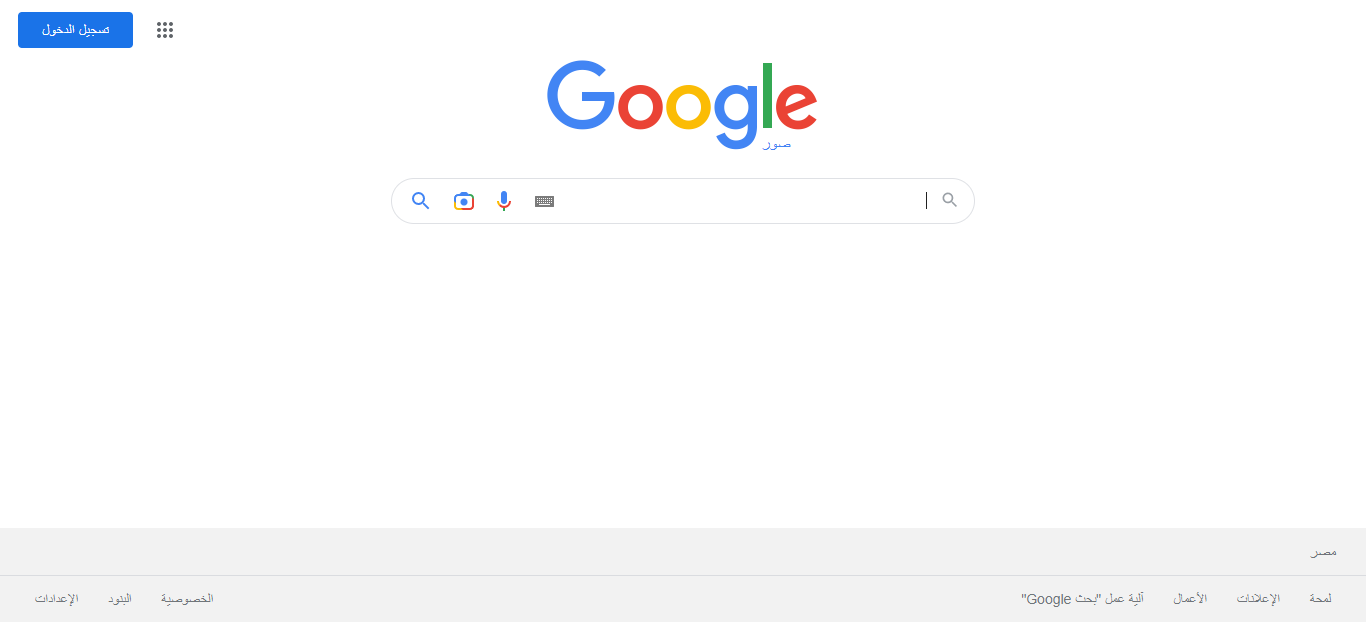 تسجيل الدخول
Google
صور
مصر
لمحة الإعلانات الأعمال آلية عمل "بحث Google" الخصوصية البنود الإعدادات